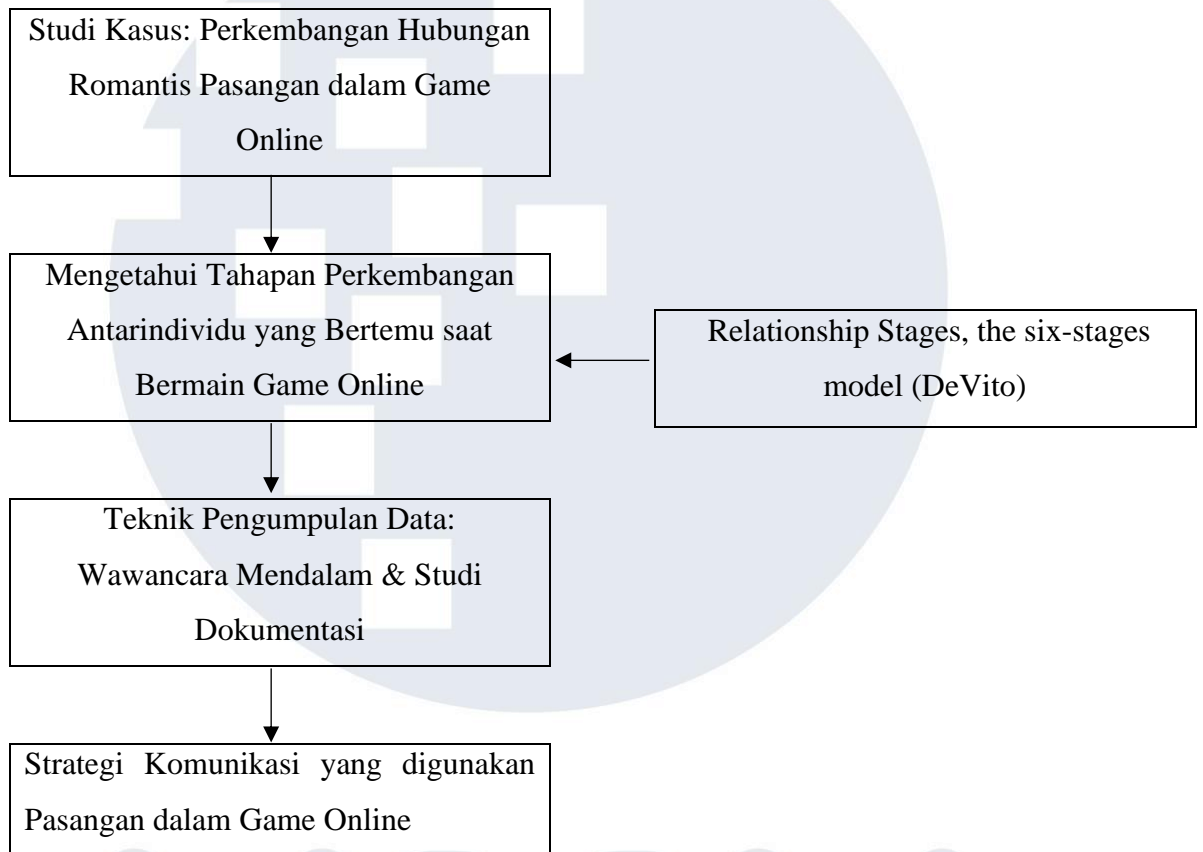 Studi Kasus: Perkembangan Hubungan
Romantis Pasangan dalam Game
Online
Mengetahui Tahapan Perkembangan
Antarindividu yang Bertemu saat
Bermain Game Online
Relationship Stages, the six-stages
model (DeVito)
Teknik Pengumpulan Data:
Wawancara Mendalam & Studi
Dokumentasi
Strategi Komunikasi yang digunakan
Pasangan dalam Game Online